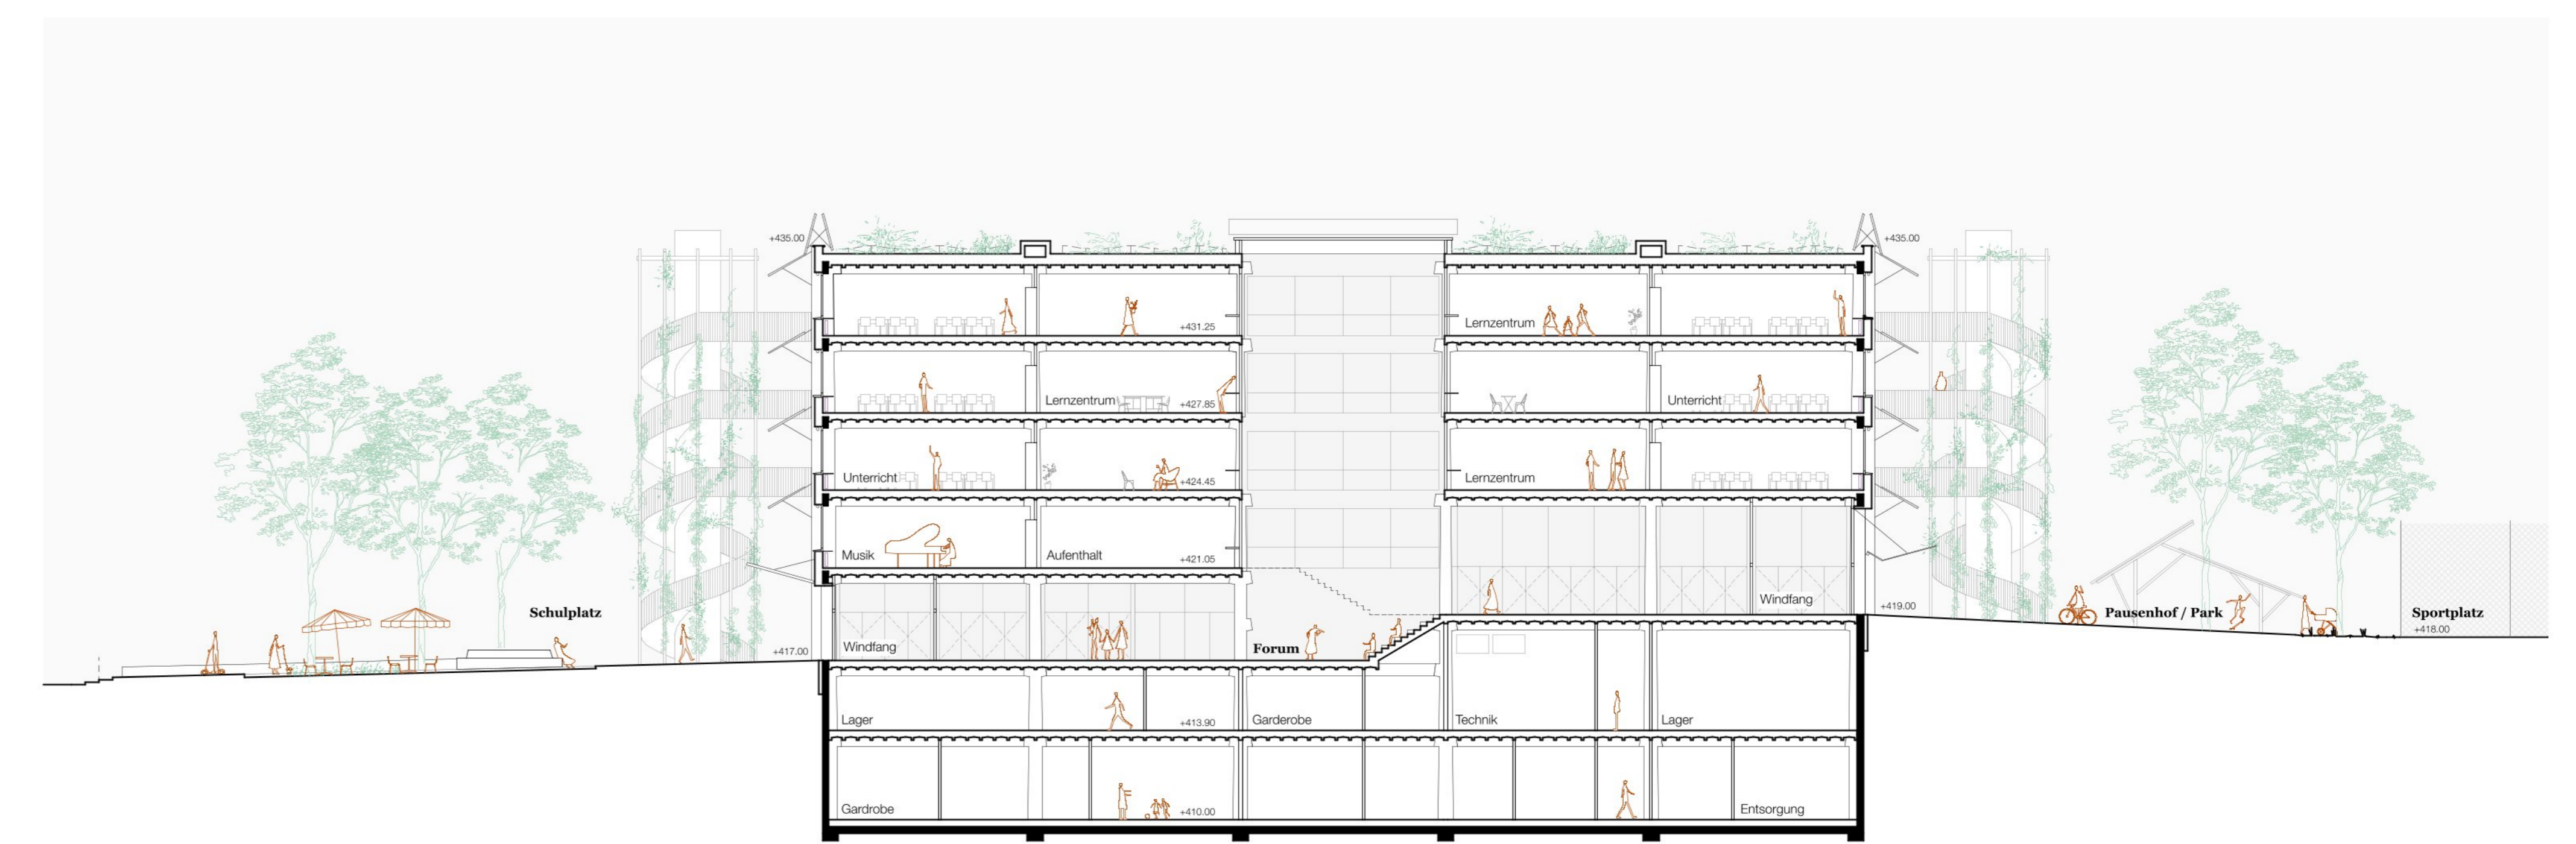 +435.00
+435.00
+431.25
Lernzentrum
Lernzentrum
+427.85
Unterricht
Unterricht
+424.45
Lernzentrum
Musik
Aufenthalt
+421.05
Schulplatz
Windfang
+419.00
Pausenhof / Park
Sportplatz
+418.00
+417.00
Windfang
Forum
Lager
+413.90
Garderobe
Technik
Lager
Gardrobe
+410.00
Entsorgung